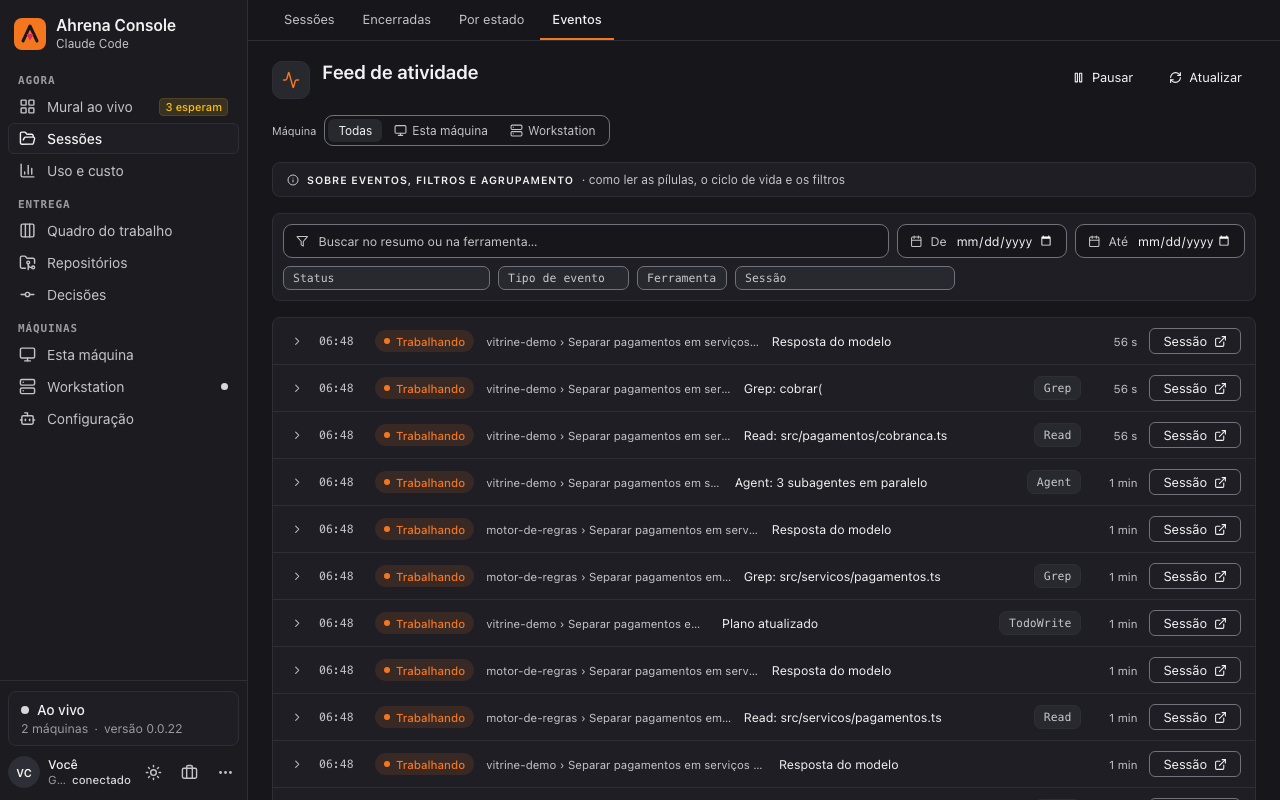 Ahrena Console
Claude Code
AGORA
Mural ao vivo 3 esperam
Sessões
Uso e custo
ENTREGA
Quadro do trabalho
Repositórios
Decisões
MÁQUINAS
Esta máquina
Workstation
Configuração
Ao vivo
2 máquinas · versão 0.0.22
VC Você
G... conectado
Sessões Encerradas Por estado Eventos
Feed de atividade Pausar Atualizar
Máquina Todas Esta máquina Workstation
SOBRE EVENTOS, FILTROS E AGRUPAMENTO · como ler as pílulas, o ciclo de vida e os filtros
Buscar no resumo ou na ferramenta... De mm/dd/yyyy Até mm/dd/yyyy
Status Tipo de evento Ferramenta Sessão
06:48 Trabalhando vitrine-demo › Separar pagamentos em serviços... Resposta do modelo 56 s Sessão
06:48 Trabalhando vitrine-demo › Separar pagamentos em ser... Grep: cobrar( Grep 56 s Sessão
06:48 Trabalhando vitrine-demo › Separar pagamentos em ser... Read: src/pagamentos/cobranca.ts Read 56 s Sessão
06:48 Trabalhando vitrine-demo › Separar pagamentos em s... Agent: 3 subagentes em paralelo Agent 1 min Sessão
06:48 Trabalhando motor-de-regras › Separar pagamentos em serv... Resposta do modelo 1 min Sessão
06:48 Trabalhando motor-de-regras › Separar pagamentos em... Grep: src/servicos/pagamentos.ts Grep 1 min Sessão
06:48 Trabalhando vitrine-demo › Separar pagamentos e... Plano atualizado TodoWrite 1 min Sessão
06:48 Trabalhando motor-de-regras › Separar pagamentos em serv... Resposta do modelo 1 min Sessão
06:48 Trabalhando motor-de-regras › Separar pagamentos em... Read: src/servicos/pagamentos.ts Read 1 min Sessão
06:48 Trabalhando vitrine-demo › Separar pagamentos em serviços ... Resposta do modelo 1 min Sessão